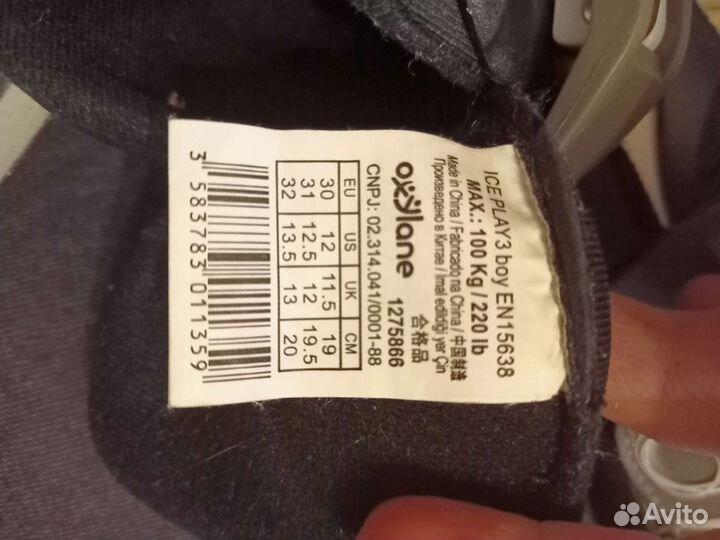 ICE PLAY3 boy EN15638
MAX.: 100 Kg / 220 lb
Made in China / Fabricado na China / 中国制造
Произведено в Китае / Imal edildigi yer Çin
合格品
oxylane 1275866
CNPJ: 02.314.041/0001-88
EU US UK CM
30 12 11.5 19
31 12.5 12 19.5
32 13.5 13 20
3 583783 011359
Avito